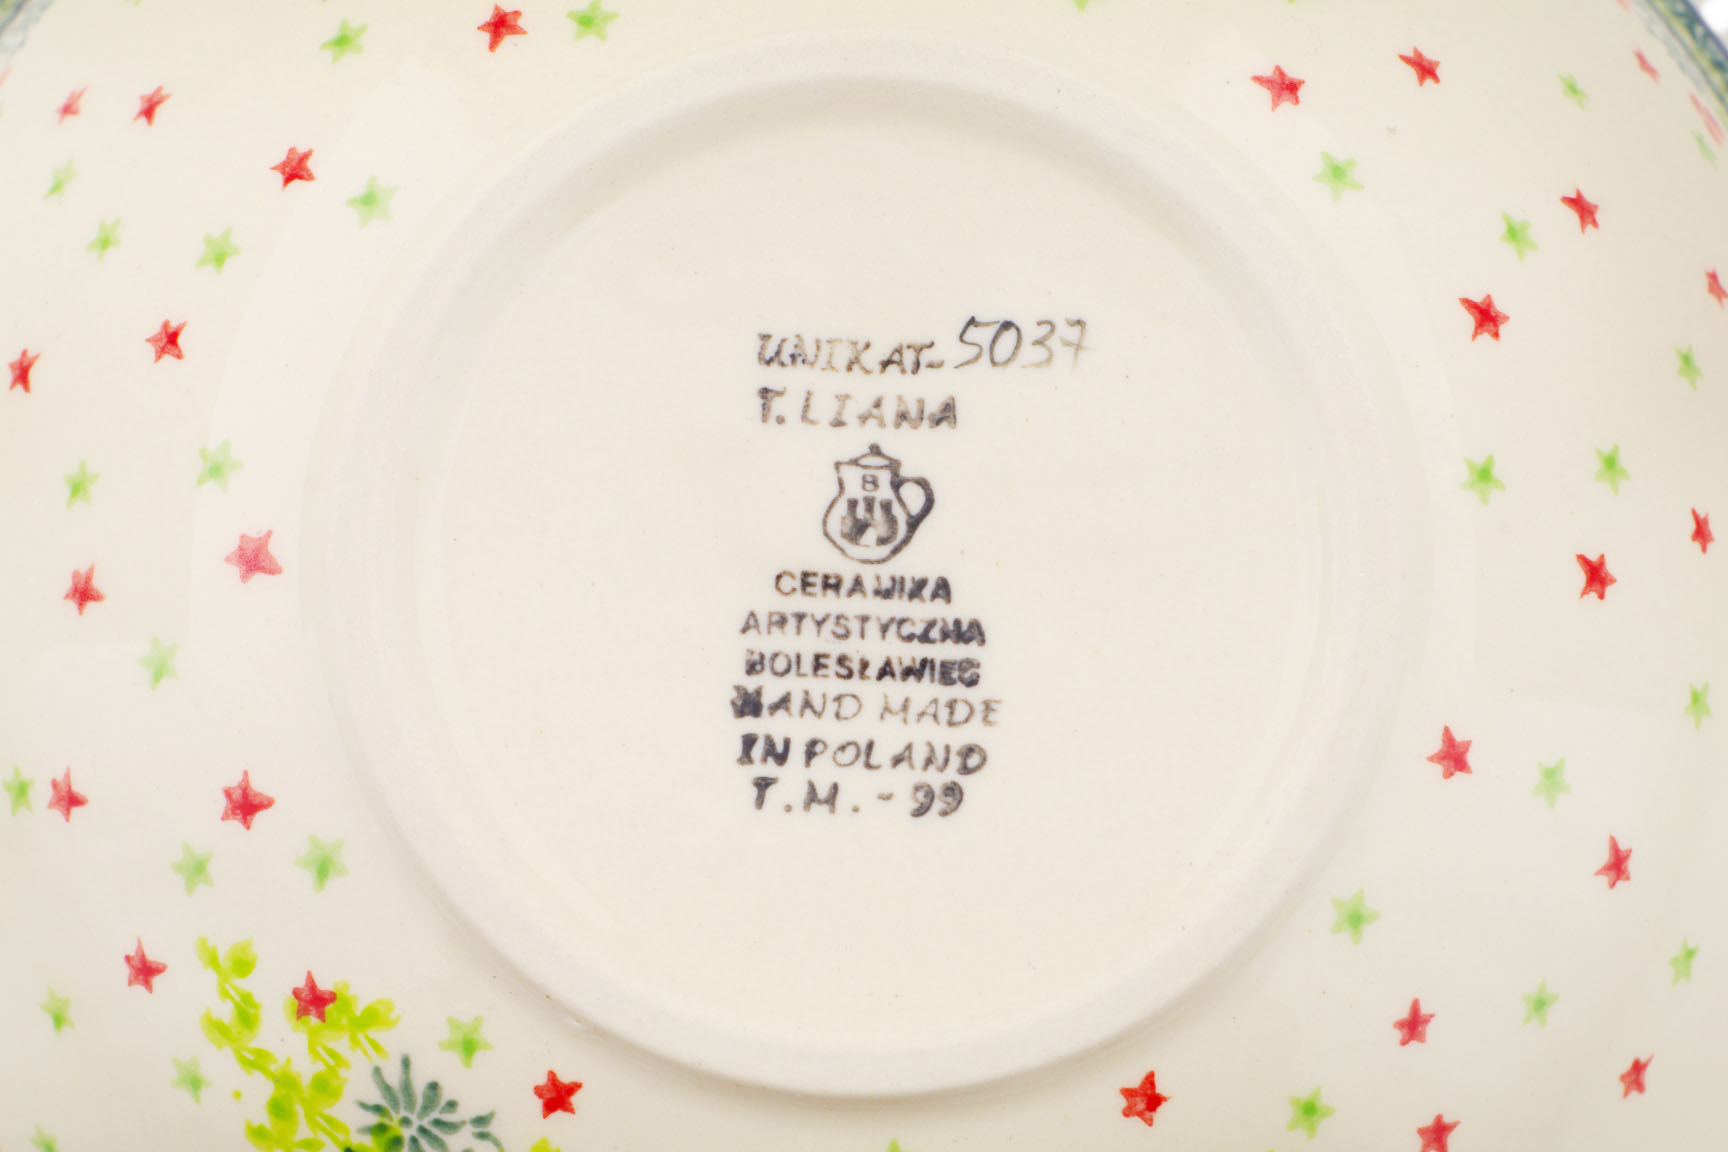 UNIKAT-5037
T. LIANA
B
CERAMIKA
ARTYSTYCZNA
BOLESŁAWIEC
HAND MADE
IN POLAND
T.M.-99